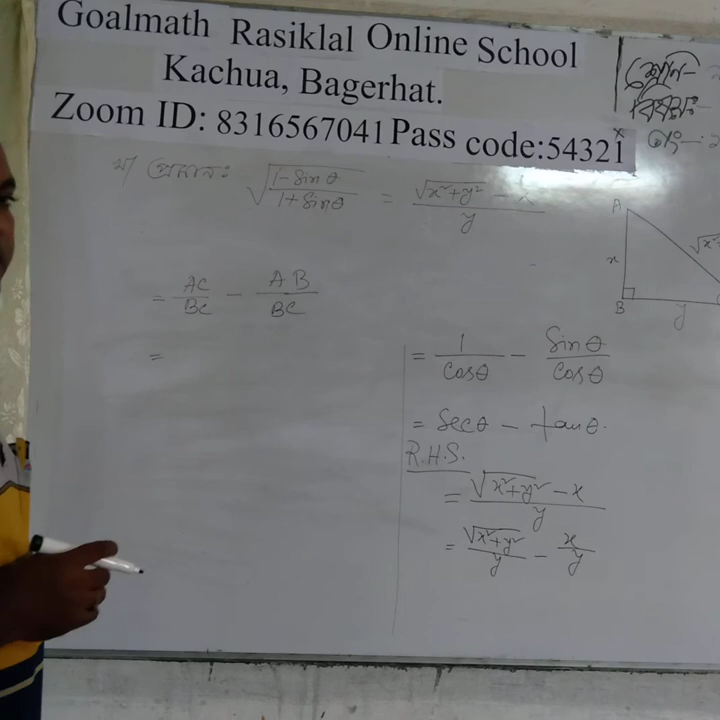 Goalmath Rasiklal Online School
Kachua, Bagerhat.
Zoom ID: 8316567041 Pass code:54321
শ্রেণি-
বিষয়ঃ-
প্রমাণঃ √(1-Sinθ / 1+Sinθ) = (√(x²+y²) - x) / y
A
x
B
y
= AC/BC - AB/BC
=
= 1/Cosθ - Sinθ/Cosθ
= Secθ - tanθ.
R.H.S.
= (√(x²+y²) - x) / y
= √(x²+y²)/y - x/y